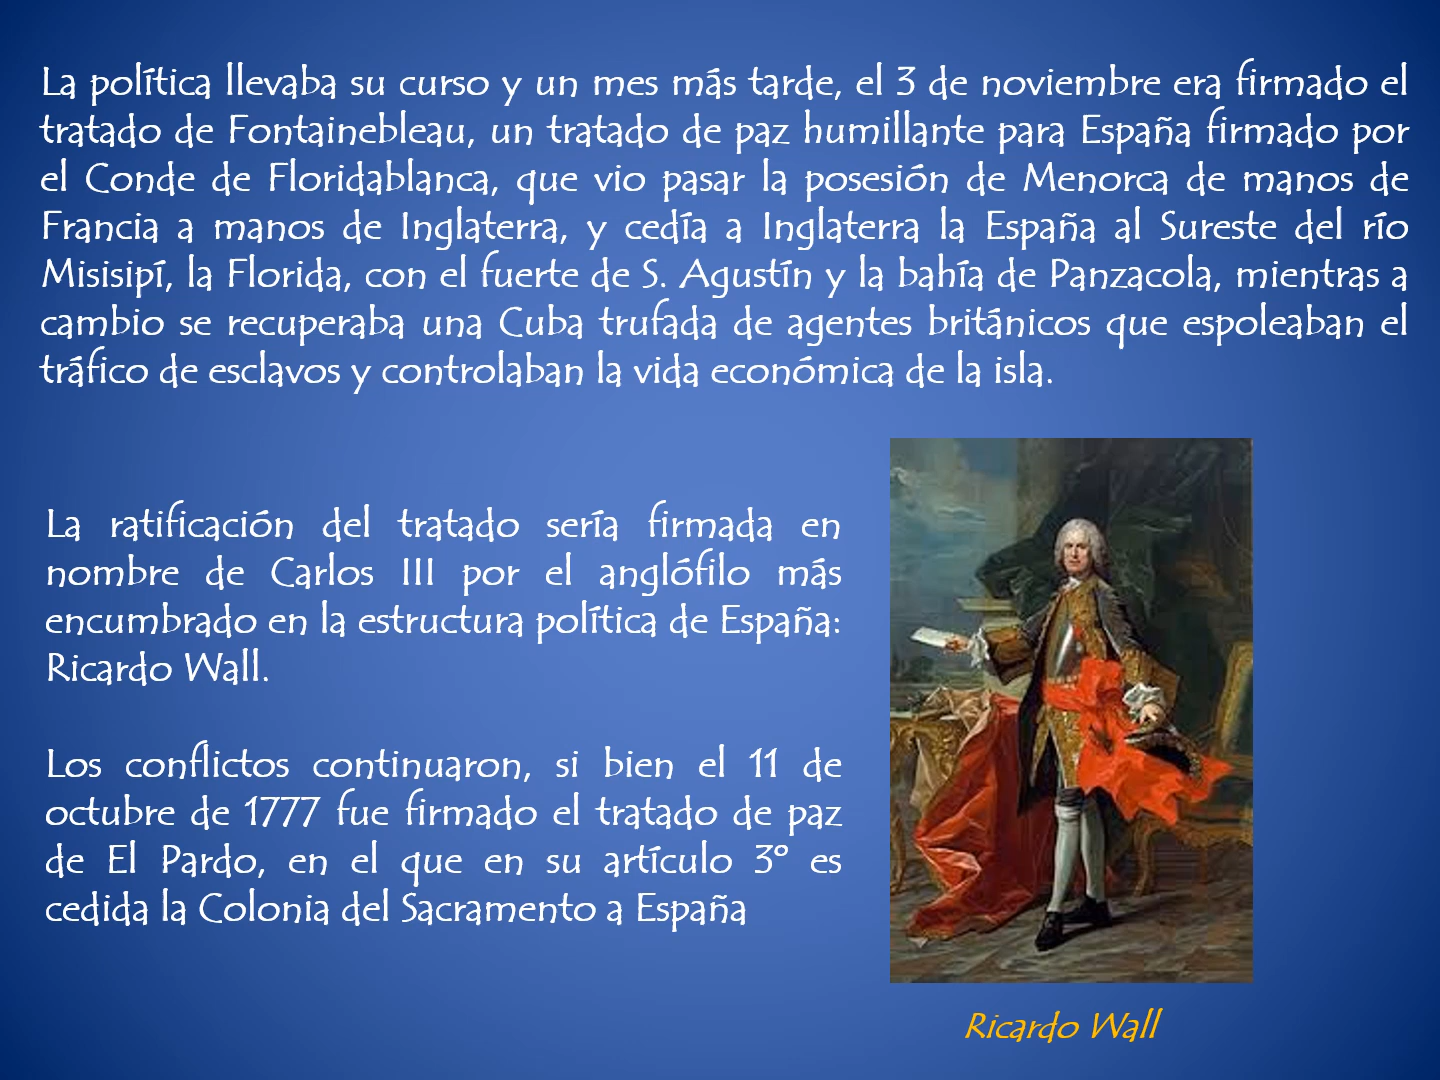 La política llevaba su curso y un mes más tarde, el 3 de noviembre era firmado el
tratado de Fontainebleau, un tratado de paz humillante para España firmado por
el Conde de Floridablanca, que vio pasar la posesión de Menorca de manos de
Francia a manos de Inglaterra, y cedía a Inglaterra la España al Sureste del río
Misisipí, la Florida, con el fuerte de S. Agustín y la bahía de Panzacola, mientras a
cambio se recuperaba una Cuba trufada de agentes británicos que espoleaban el
tráfico de esclavos y controlaban la vida económica de la isla.
La ratificación del tratado sería firmada en
nombre de Carlos III por el anglófilo más
encumbrado en la estructura política de España:
Ricardo Wall.
Los conflictos continuaron, si bien el 11 de
octubre de 1777 fue firmado el tratado de paz
de El Pardo, en el que en su artículo 3º es
cedida la Colonia del Sacramento a España
Ricardo Wall